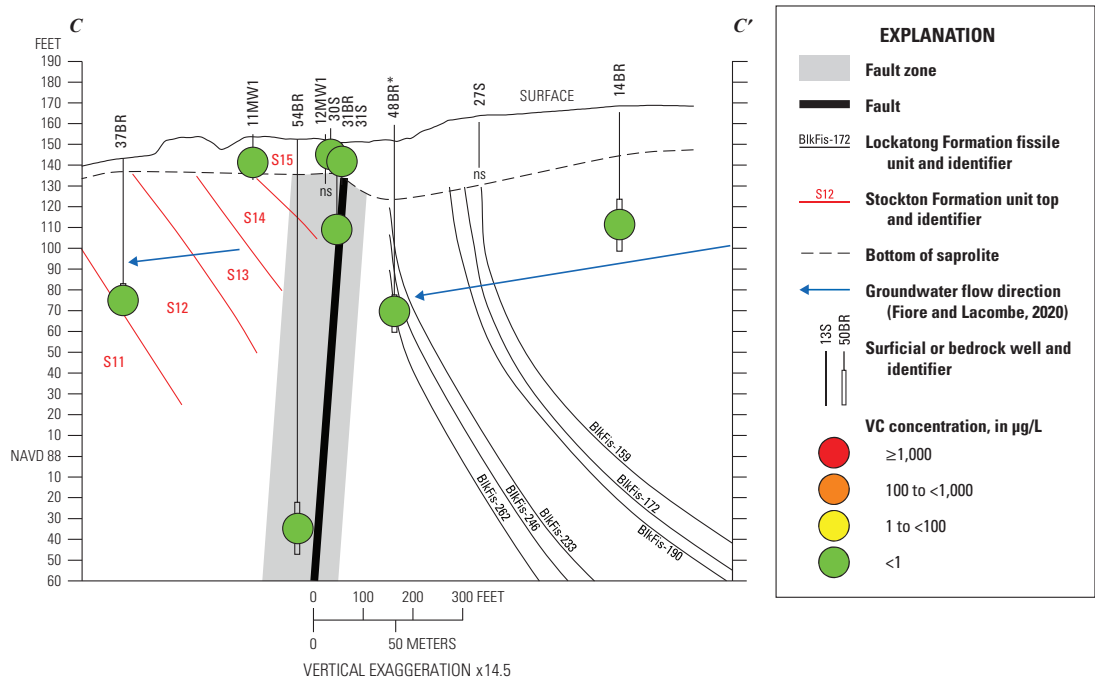 C
C′
FEET
190
180
170
160
150
140
130
120
110
100
90
80
70
60
50
40
30
20
10
NAVD 88
10
20
30
40
50
60
37BR
11MW1
54BR
12MW1
30S
31BR
31S
48BR*
27S
SURFACE
14BR
S15
ns
ns
S14
S13
S12
S11
BlkFis-159
BlkFis-172
BlkFis-190
BlkFis-233
BlkFis-246
BlkFis-262
0 100 200 300 FEET
0 50 METERS
VERTICAL EXAGGERATION x14.5
EXPLANATION
Fault zone
Fault
BlkFis-172
Lockatong Formation fissile
unit and identifier
S12
Stockton Formation unit top
and identifier
Bottom of saprolite
Groundwater flow direction
(Fiore and Lacombe, 2020)
13S
50BR
Surficial or bedrock well and
identifier
VC concentration, in µg/L
≥1,000
100 to <1,000
1 to <100
<1